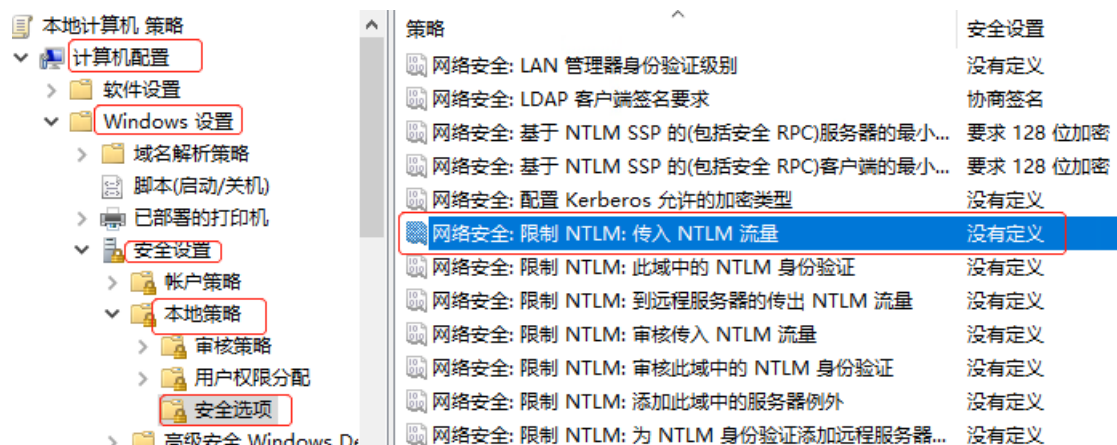 本地计算机 策略
计算机配置
软件设置
Windows 设置
域名解析策略
脚本(启动/关机)
已部署的打印机
安全设置
帐户策略
本地策略
审核策略
用户权限分配
安全选项
高级安全 Windows De
策略 安全设置
网络安全: LAN 管理器身份验证级别 没有定义
网络安全: LDAP 客户端签名要求 协商签名
网络安全: 基于 NTLM SSP 的(包括安全 RPC)服务器的最小... 要求 128 位加密
网络安全: 基于 NTLM SSP 的(包括安全 RPC)客户端的最小... 要求 128 位加密
网络安全: 配置 Kerberos 允许的加密类型 没有定义
网络安全: 限制 NTLM: 传入 NTLM 流量 没有定义
网络安全: 限制 NTLM: 此域中的 NTLM 身份验证 没有定义
网络安全: 限制 NTLM: 到远程服务器的传出 NTLM 流量 没有定义
网络安全: 限制 NTLM: 审核传入 NTLM 流量 没有定义
网络安全: 限制 NTLM: 审核此域中的 NTLM 身份验证 没有定义
网络安全: 限制 NTLM: 添加此域中的服务器例外 没有定义
网络安全: 限制 NTLM: 为 NTLM 身份验证添加远程服务器... 没有定义